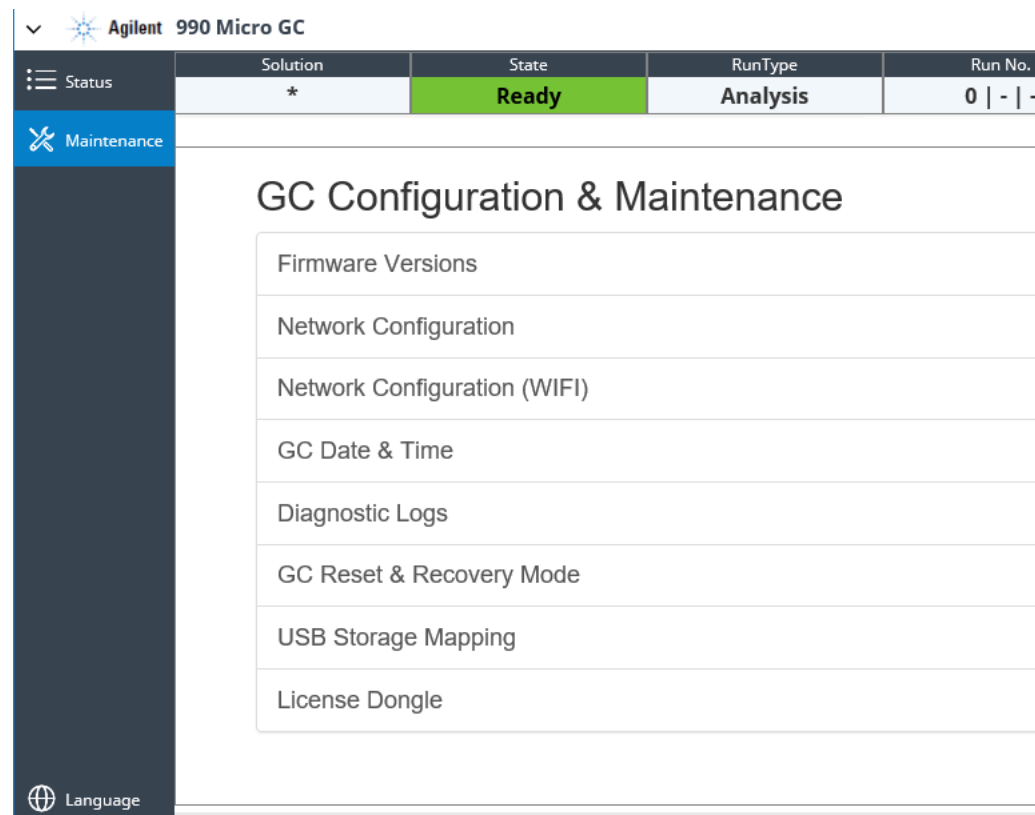 Agilent 990 Micro GC
Status
Solution State RunType Run No.
* Ready Analysis 0 | - | -
Maintenance
GC Configuration & Maintenance
Firmware Versions
Network Configuration
Network Configuration (WIFI)
GC Date & Time
Diagnostic Logs
GC Reset & Recovery Mode
USB Storage Mapping
License Dongle
Language